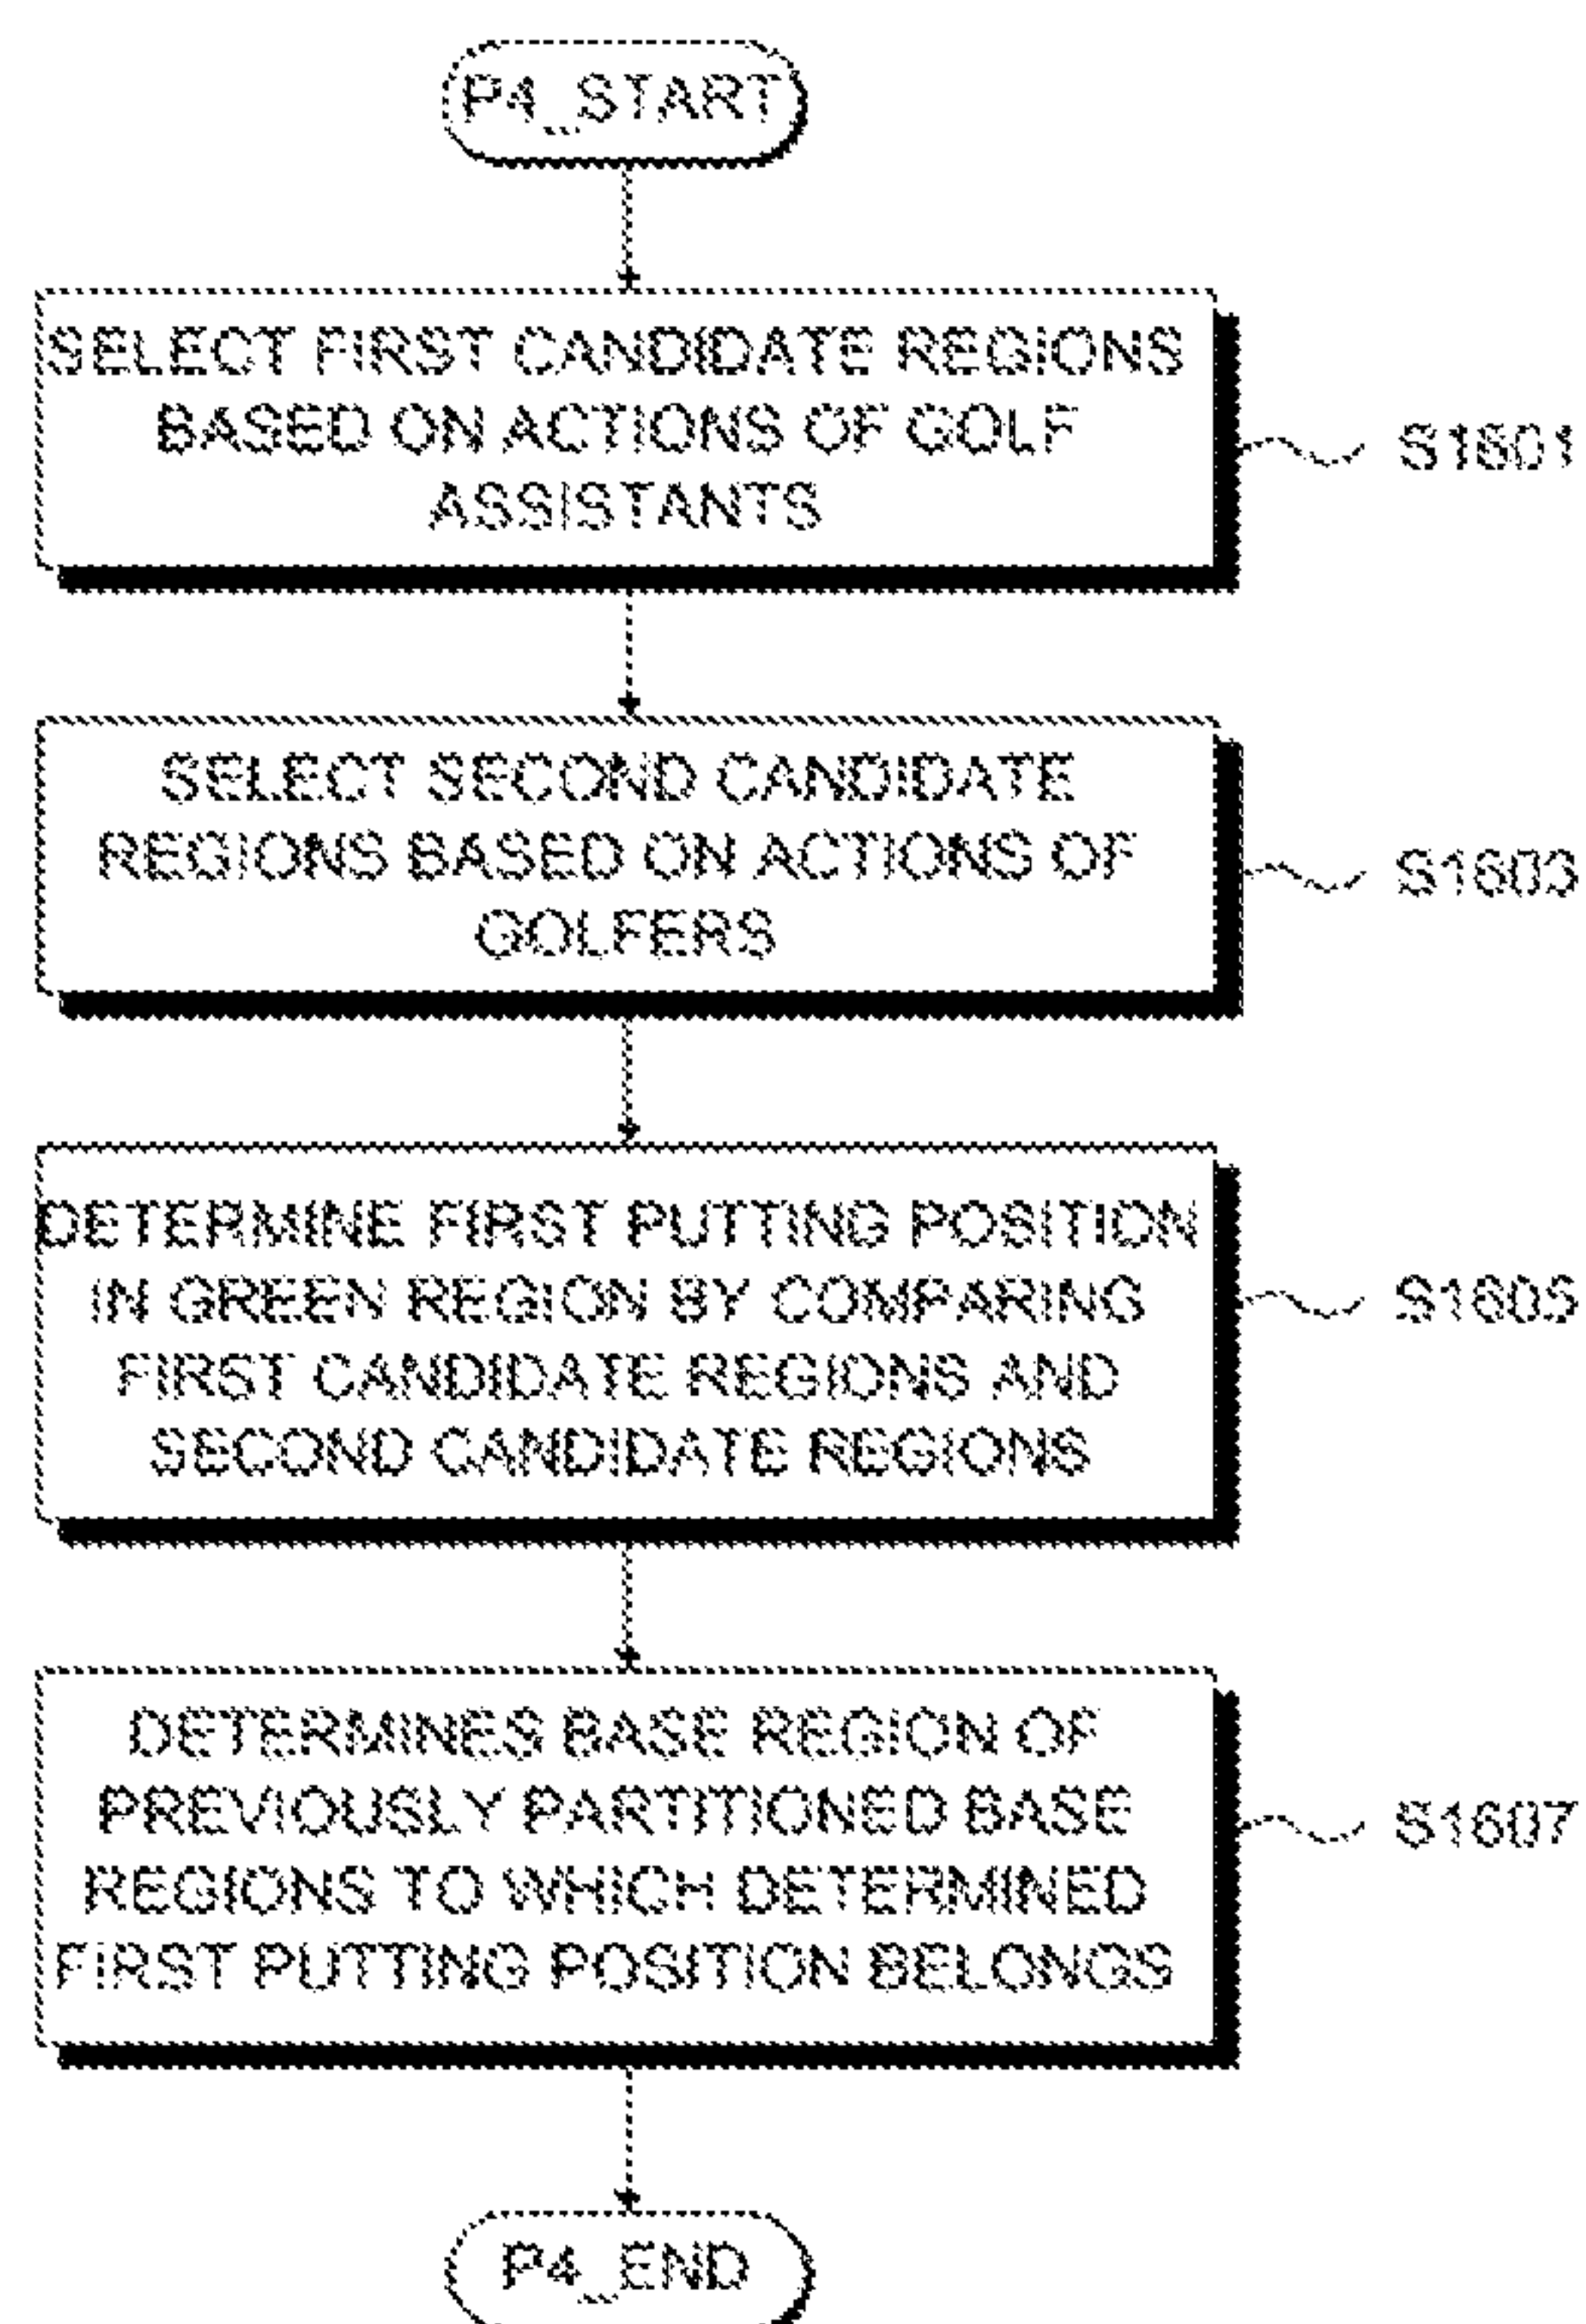 P4_START
SELECT FIRST CANDIDATE REGIONS
BASED ON ACTIONS OF GOLF
ASSISTANTS
S1601
SELECT SECOND CANDIDATE
REGIONS BASED ON ACTIONS OF
GOLFERS
S1603
DETERMINE FIRST PUTTING POSITION
IN GREEN REGION BY COMPARING
FIRST CANDIDATE REGIONS AND
SECOND CANDIDATE REGIONS
S1605
DETERMINES BASE REGION OF
PREVIOUSLY PARTITIONED BASE
REGIONS TO WHICH DETERMINED
FIRST PUTTING POSITION BELONGS
S1607
P4_END